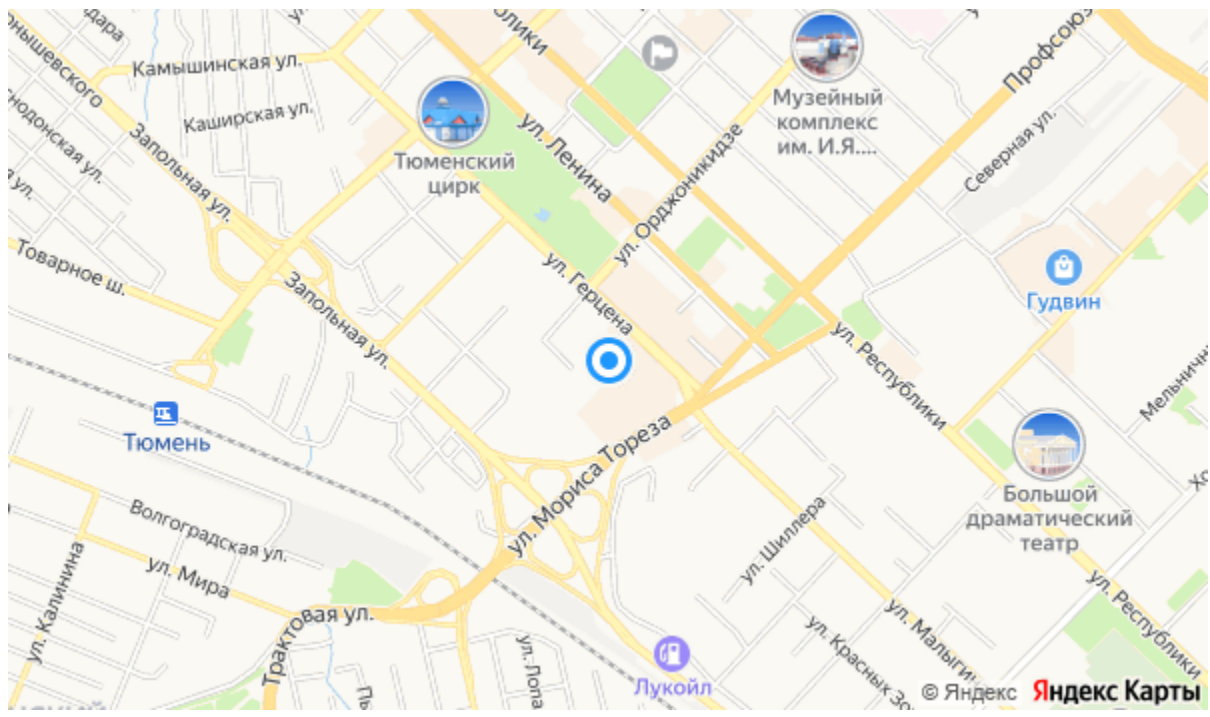 Камышинская ул.
Каширская ул.
Запольная ул.
Товарное ш.
Запольная ул.
Тюменский
цирк
ул. Ленина
ул. Орджоникидзе
Музейный
комплекс
им. И.Я....
Северная ул.
ул. Герцена
Гудвин
ул. Республики
Тюмень
ул. Мориса Тореза
Большой
драматический
театр
Волгоградская ул.
ул. Мира
ул. Калинина
Трактовая ул.
ул. Шиллера
ул. Республики
Лукойл
© Яндекс Яндекс Карты